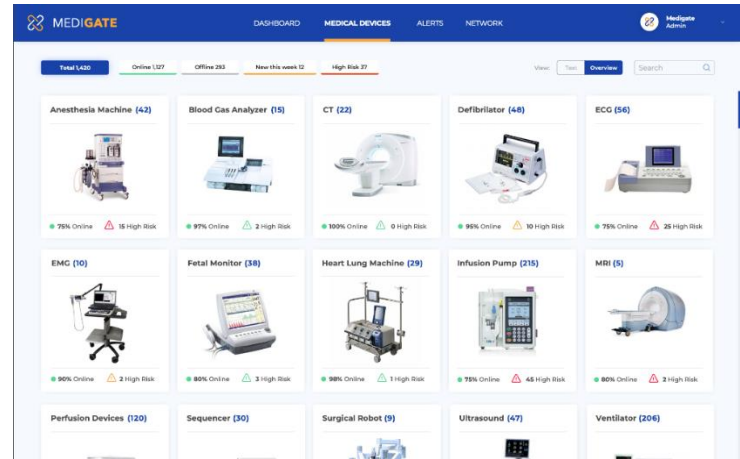 MEDIGATE
DASHBOARD
MEDICAL DEVICES
ALERTS
NETWORK
Medigate
Admin
Total 1,420
Online 1,127
Offline 293
New this week 12
High Risk 37
View:
Text
Overview
Search
Anesthesia Machine (42)
75% Online 15 High Risk
Blood Gas Analyzer (15)
97% Online 2 High Risk
CT (22)
100% Online 0 High Risk
Defibrilator (48)
95% Online 10 High Risk
ECG (56)
75% Online 25 High Risk
EMG (10)
90% Online 2 High Risk
Fetal Monitor (38)
80% Online 3 High Risk
Heart Lung Machine (29)
98% Online 1 High Risk
Infusion Pump (215)
75% Online 45 High Risk
MRI (5)
80% Online 2 High Risk
Perfusion Devices (120)
Sequencer (30)
Surgical Robot (9)
Ultrasound (47)
Ventilator (206)